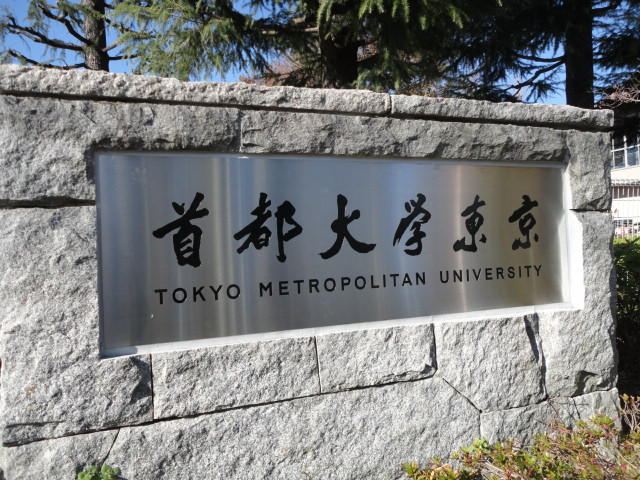 首都大学東京
TOKYO METROPOLITAN UNIVERSITY